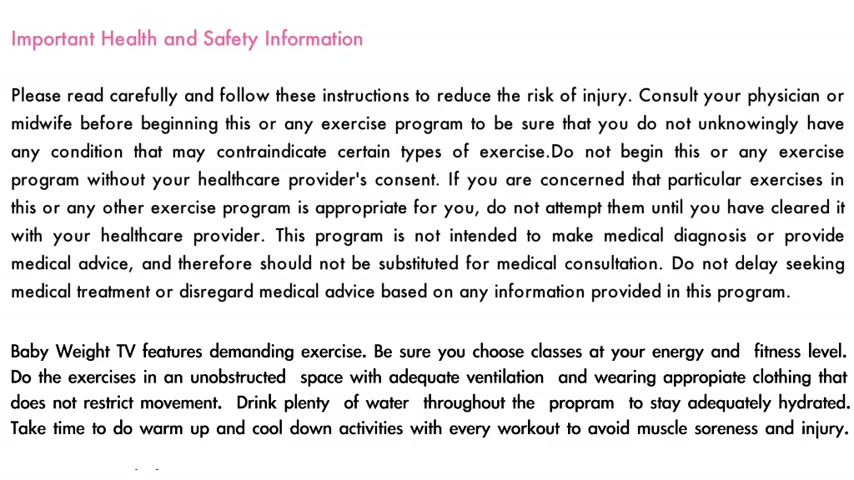 Important Health and Safety Information
Please read carefully and follow these instructions to reduce the risk of injury. Consult your physician or
midwife before beginning this or any exercise program to be sure that you do not unknowingly have
any condition that may contraindicate certain types of exercise.Do not begin this or any exercise
program without your healthcare provider's consent. If you are concerned that particular exercises in
this or any other exercise program is appropriate for you, do not attempt them until you have cleared it
with your healthcare provider. This program is not intended to make medical diagnosis or provide
medical advice, and therefore should not be substituted for medical consultation. Do not delay seeking
medical treatment or disregard medical advice based on any information provided in this program.
Baby Weight TV features demanding exercise. Be sure you choose classes at your energy and fitness level.
Do the exercises in an unobstructed space with adequate ventilation and wearing appropiate clothing that
does not restrict movement. Drink plenty of water throughout the propram to stay adequately hydrated.
Take time to do warm up and cool down activities with every workout to avoid muscle soreness and injury.